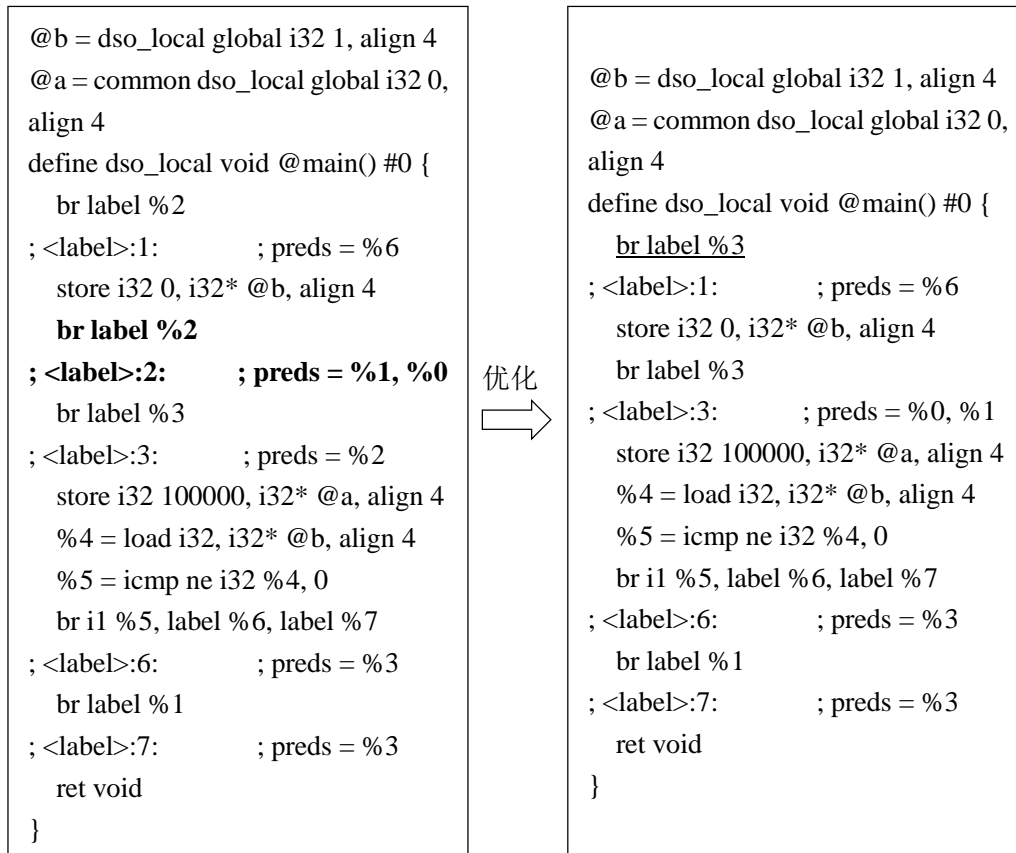 @b = dso_local global i32 1, align 4
@a = common dso_local global i32 0,
align 4
define dso_local void @main() #0 {
br label %2
; <label>:1: ; preds = %6
store i32 0, i32* @b, align 4
br label %2
; <label>:2: ; preds = %1, %0
br label %3
; <label>:3: ; preds = %2
store i32 100000, i32* @a, align 4
%4 = load i32, i32* @b, align 4
%5 = icmp ne i32 %4, 0
br i1 %5, label %6, label %7
; <label>:6: ; preds = %3
br label %1
; <label>:7: ; preds = %3
ret void
}
优化
@b = dso_local global i32 1, align 4
@a = common dso_local global i32 0,
align 4
define dso_local void @main() #0 {
br label %3
; <label>:1: ; preds = %6
store i32 0, i32* @b, align 4
br label %3
; <label>:3: ; preds = %0, %1
store i32 100000, i32* @a, align 4
%4 = load i32, i32* @b, align 4
%5 = icmp ne i32 %4, 0
br i1 %5, label %6, label %7
; <label>:6: ; preds = %3
br label %1
; <label>:7: ; preds = %3
ret void
}